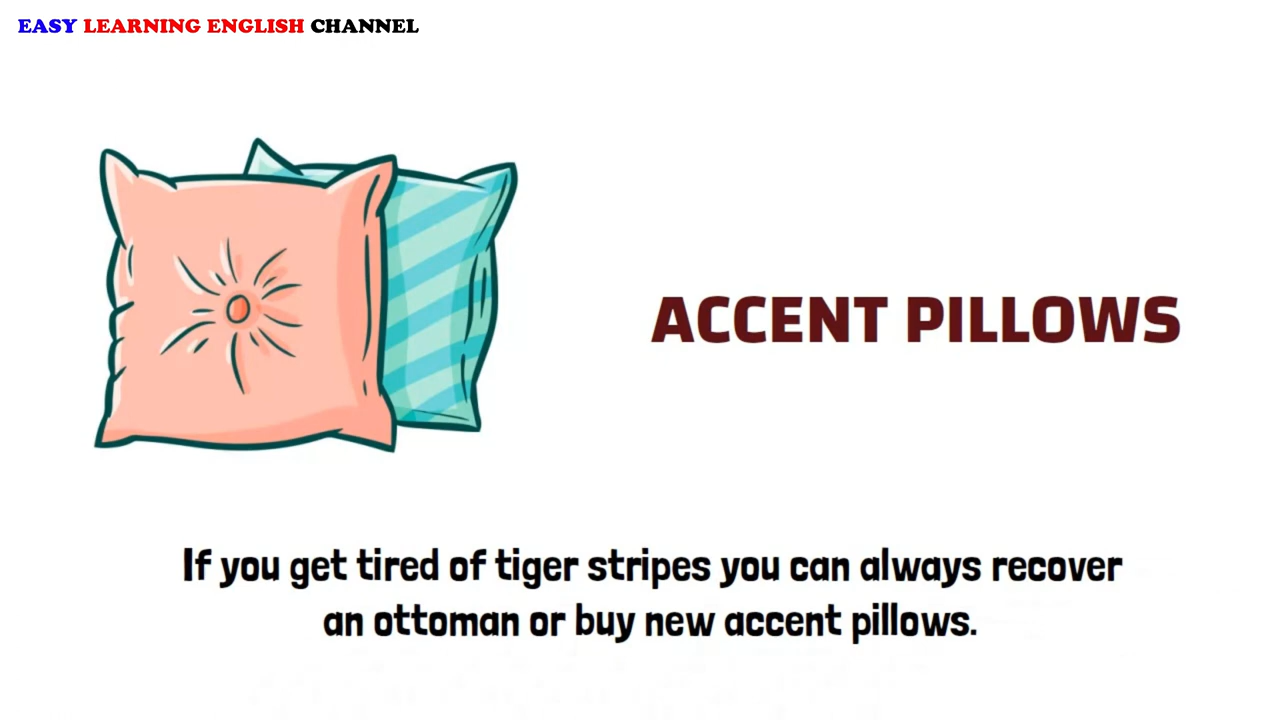 EASY LEARNING ENGLISH CHANNEL
ACCENT PILLOWS
If you get tired of tiger stripes you can always recover
an ottoman or buy new accent pillows.